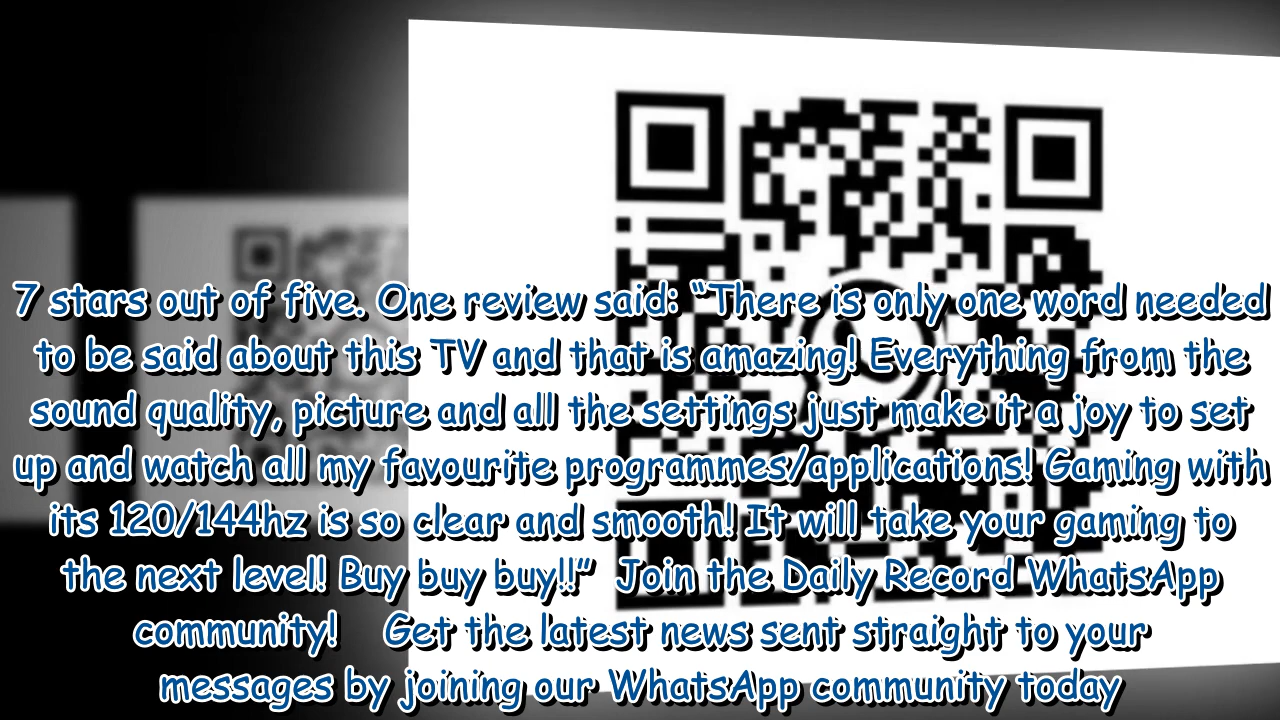 7 stars out of five. One review said: “There is only one word needed
to be said about this TV and that is amazing! Everything from the
sound quality, picture and all the settings just make it a joy to set
up and watch all my favourite programmes/applications! Gaming with
its 120/144hz is so clear and smooth! It will take your gaming to
the next level! Buy buy buy!!” Join the Daily Record WhatsApp
community! Get the latest news sent straight to your
messages by joining our WhatsApp community today